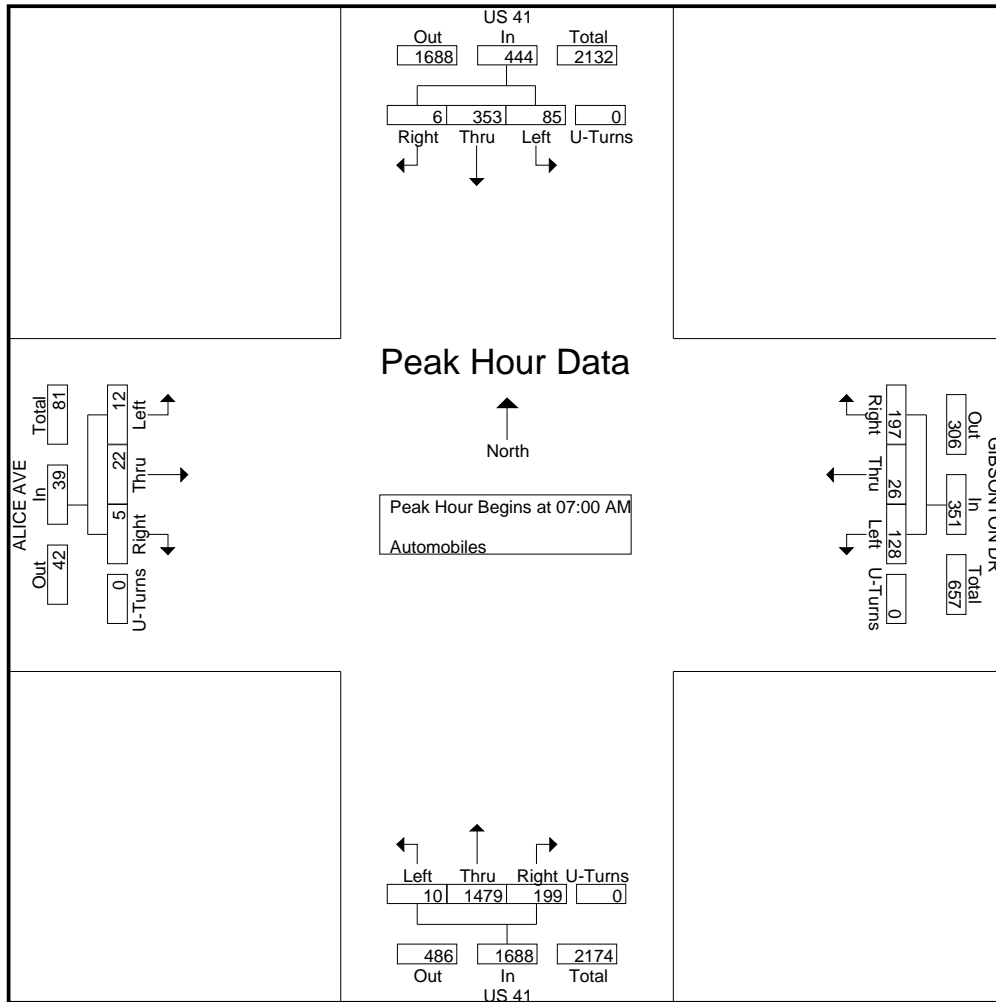 US 41
Out In Total
1688 444 2132
6 353 85 0
Right Thru Left U-Turns
Peak Hour Data
North
Peak Hour Begins at 07:00 AM
Automobiles
ALICE AVE
Out In Total
42 39 81
12 22 5 0
Left Thru Right U-Turns
GIBSONTON DR
Out In Total
306 351 657
197 26 128 0
Right Thru Left U-Turns
Left Thru Right U-Turns
10 1479 199 0
486 1688 2174
Out In Total
US 41